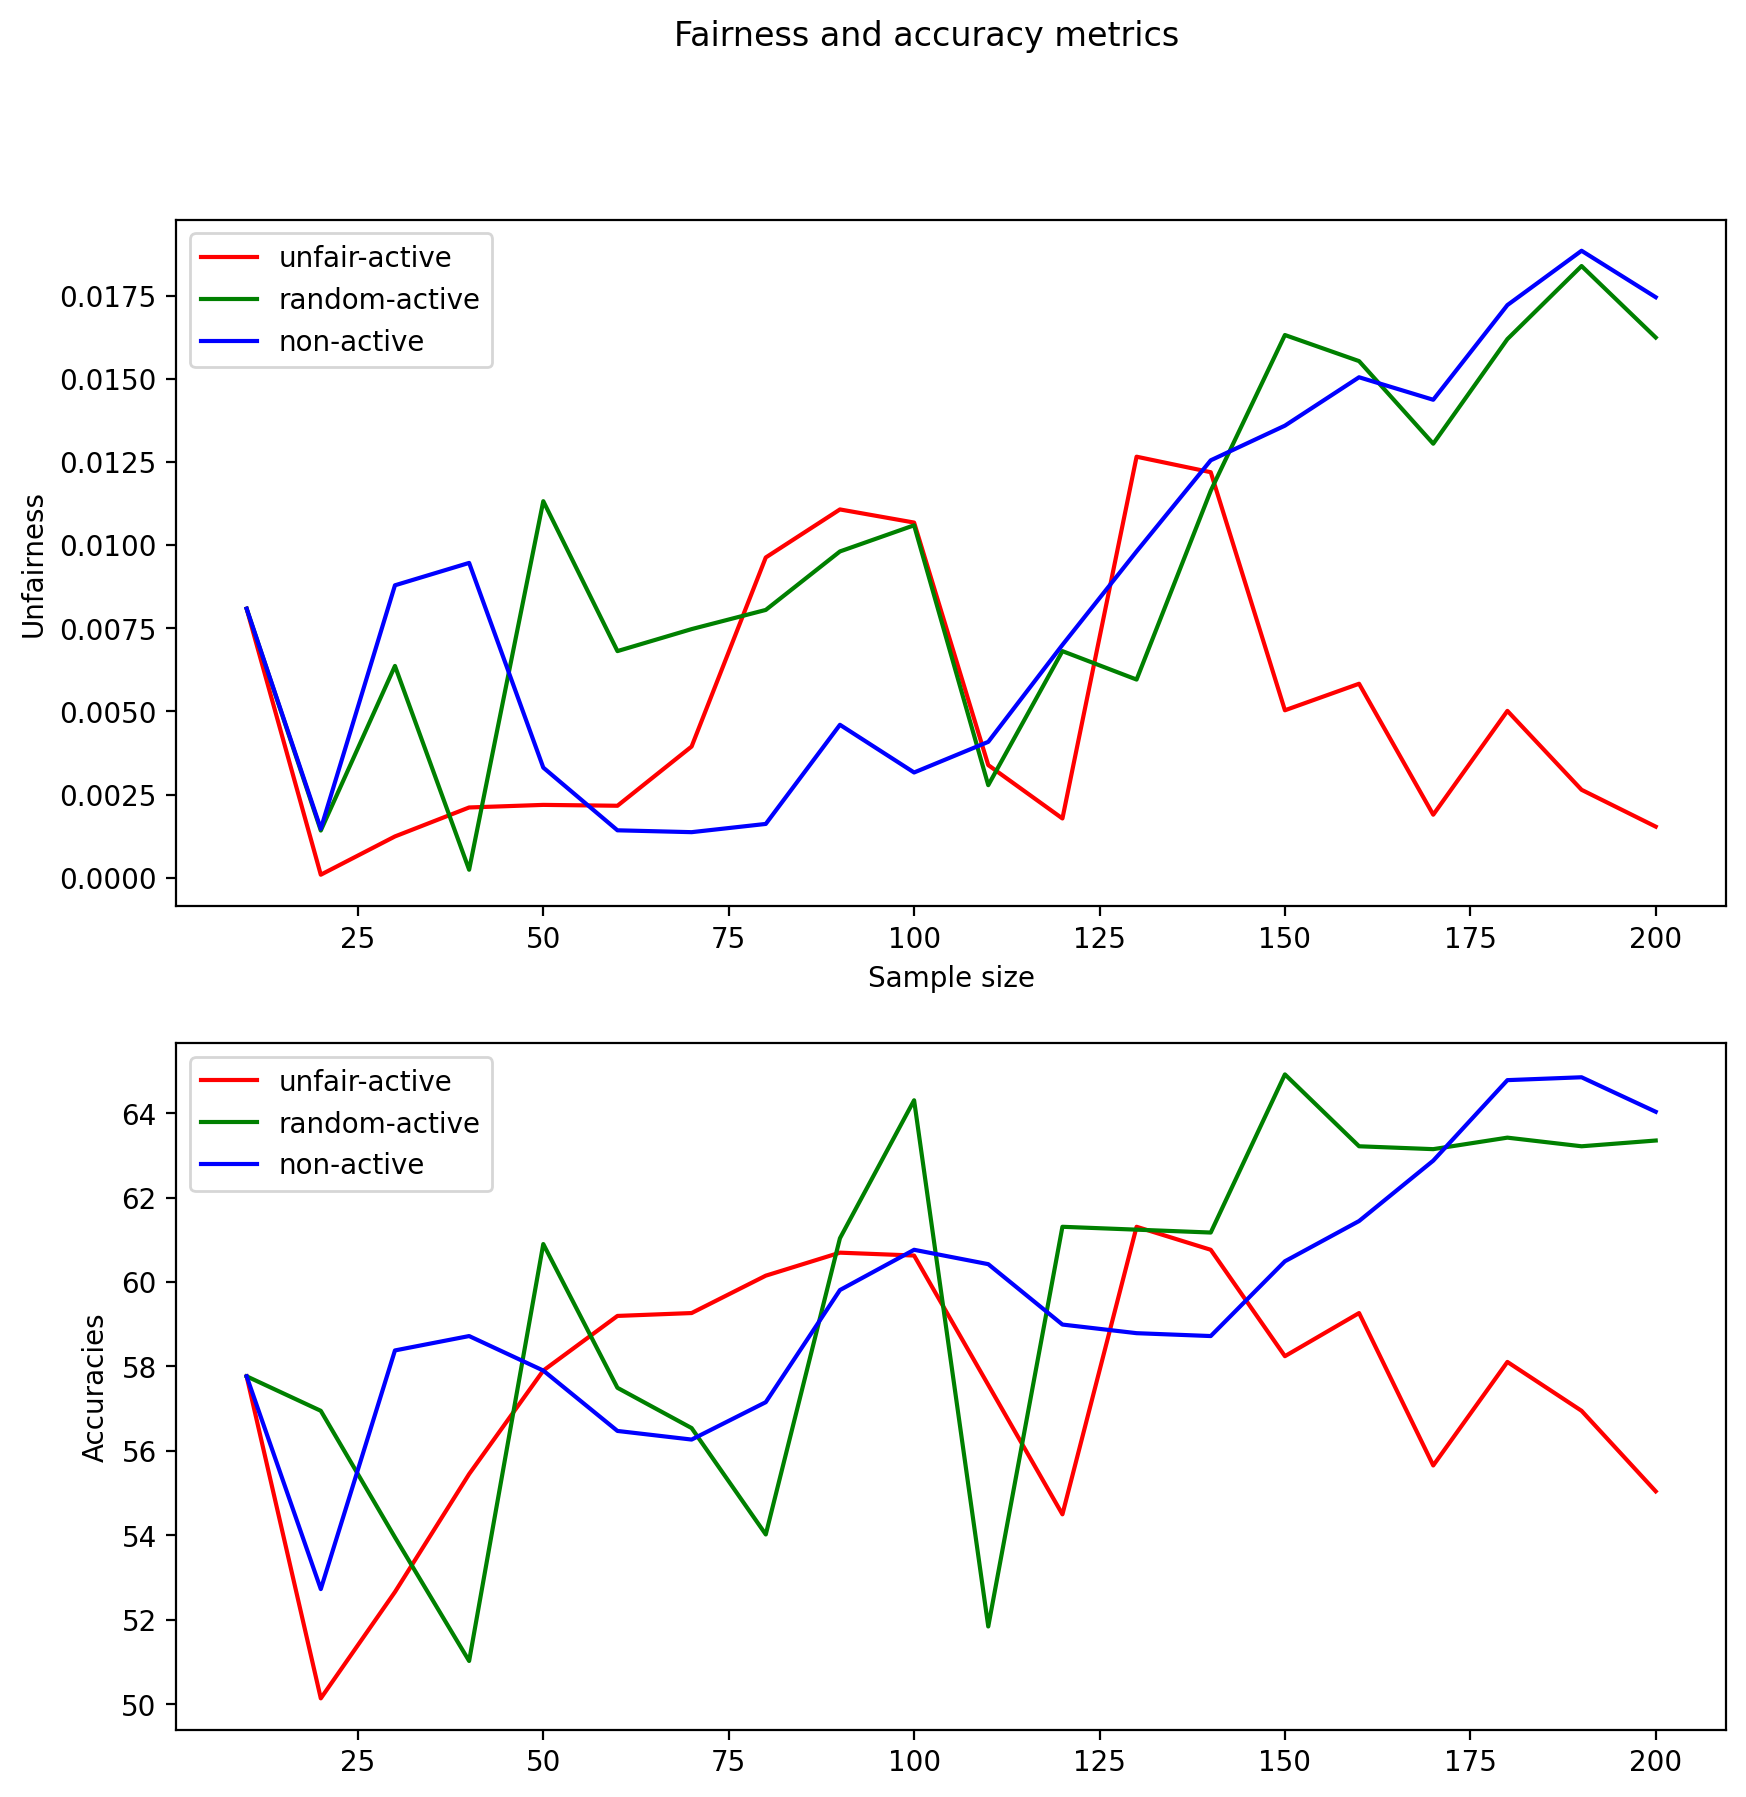 Fairness and accuracy metrics
unfair-active
random-active
non-active
0.0175
0.0150
0.0125
0.0100
0.0075
0.0050
0.0025
0.0000
Unfairness
25 50 75 100 125 150 175 200
Sample size
unfair-active
random-active
non-active
64
62
60
58
56
54
52
50
Accuracies
25 50 75 100 125 150 175 200